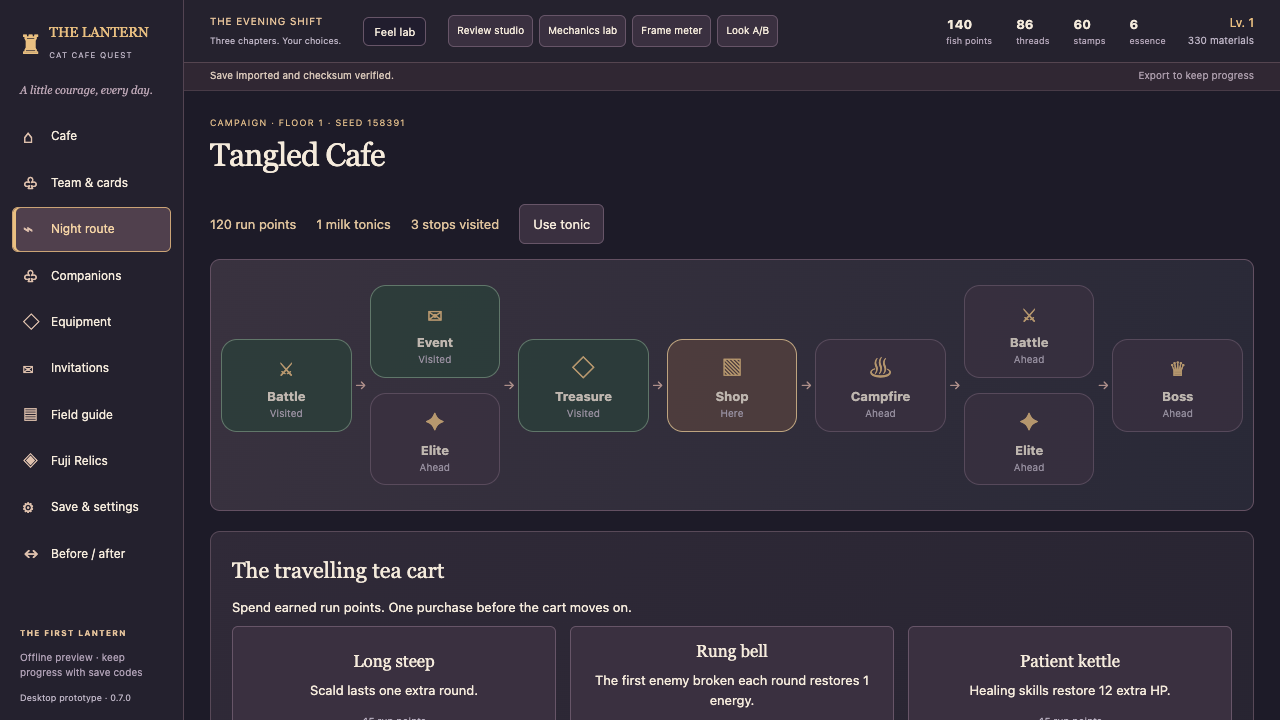 THE LANTERN
CAT CAFE QUEST
A little courage, every day.
Cafe
Team & cards
Night route
Companions
Equipment
Invitations
Field guide
Fuji Relics
Save & settings
Before / after
THE FIRST LANTERN
Offline preview · keep
progress with save codes
Desktop prototype · 0.7.0
THE EVENING SHIFT
Three chapters. Your choices.
Feel lab
Review studio
Mechanics lab
Frame meter
Look A/B
140
fish points
86
threads
60
stamps
6
essence
Lv. 1
330 materials
Save imported and checksum verified.
Export to keep progress
CAMPAIGN · FLOOR 1 · SEED 158391
Tangled Cafe
120 run points
1 milk tonics
3 stops visited
Use tonic
Battle
Visited
Event
Visited
Elite
Ahead
Treasure
Visited
Shop
Here
Campfire
Ahead
Battle
Ahead
Elite
Ahead
Boss
Ahead
The travelling tea cart
Spend earned run points. One purchase before the cart moves on.
Long steep
Scald lasts one extra round.
Rung bell
The first enemy broken each round restores 1
energy.
Patient kettle
Healing skills restore 12 extra HP.